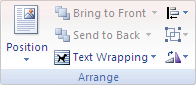 Position
Bring to Front
Send to Back
Text Wrapping
Arrange